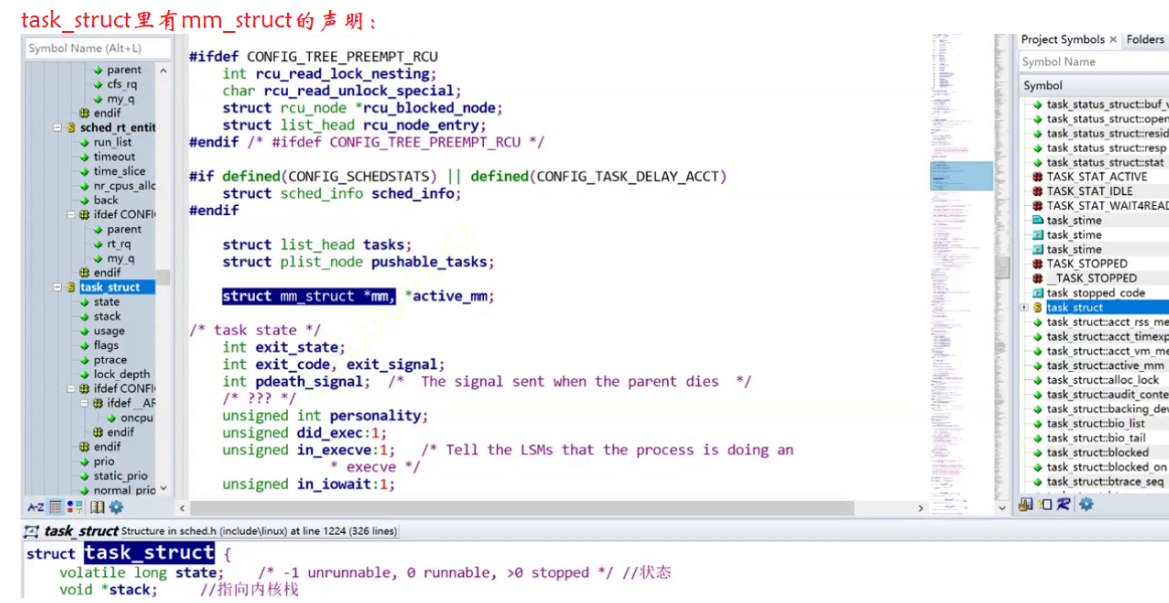 task_struct里有mm_struct的声明：
Symbol Name (Alt+L)
parent
cfs_rq
my_q
endif
sched_rt_entit
run_list
timeout
time_slice
nr_cpus_allc
back
ifdef CONFI
parent
rt_rq
my_q
endif
task_struct
state
stack
usage
flags
ptrace
lock_depth
ifdef CONFI
ifdef __AF
oncpu
endif
endif
prio
static_prio
normal_pric
A-Z
#ifdef CONFIG_TREE_PREEMPT_RCU
int rcu_read_lock_nesting;
char rcu_read_unlock_special;
struct rcu_node *rcu_blocked_node;
struct list_head rcu_node_entry;
#endif /* #ifdef CONFIG_TREE_PREEMPT_RCU */
#if defined(CONFIG_SCHEDSTATS) || defined(CONFIG_TASK_DELAY_ACCT)
struct sched_info sched_info;
#endif
struct list_head tasks;
struct plist_node pushable_tasks;
struct mm_struct *mm, *active_mm;
/* task state */
int exit_state;
int exit_code, exit_signal;
int pdeath_signal; /* The signal sent when the parent dies */
/* ??? */
unsigned int personality;
unsigned did_exec:1;
unsigned in_execve:1; /* Tell the LSMs that the process is doing an
* execve */
unsigned in_iowait:1;
Project Symbols × Folders
Symbol Name
Symbol
task_status_struct::buf_v
task_status_struct::open
task_status_struct::resid
task_status_struct::resp
task_status_struct::stat
TASK_STAT_ACTIVE
TASK_STAT_IDLE
TASK_STAT_WAIT4READ
task_stime
task_stime
task_stime
TASK_STOPPED
__TASK_STOPPED
task_stopped_code
task_struct
task_struct::acct_rss_me
task_struct::acct_timexp
task_struct::acct_vm_me
task_struct::active_mm
task_struct::alloc_lock
task_struct::audit_conte
task_struct::backing_dev
task_struct::bio_list
task_struct::bio_tail
task_struct::blocked
task_struct::blocked_on
task_struct::btrace_seq
task_struct Structure in sched.h (include\linux) at line 1224 (326 lines)
struct task_struct {
volatile long state; /* -1 unrunnable, 0 runnable, >0 stopped */ //状态
void *stack; //指向内核栈